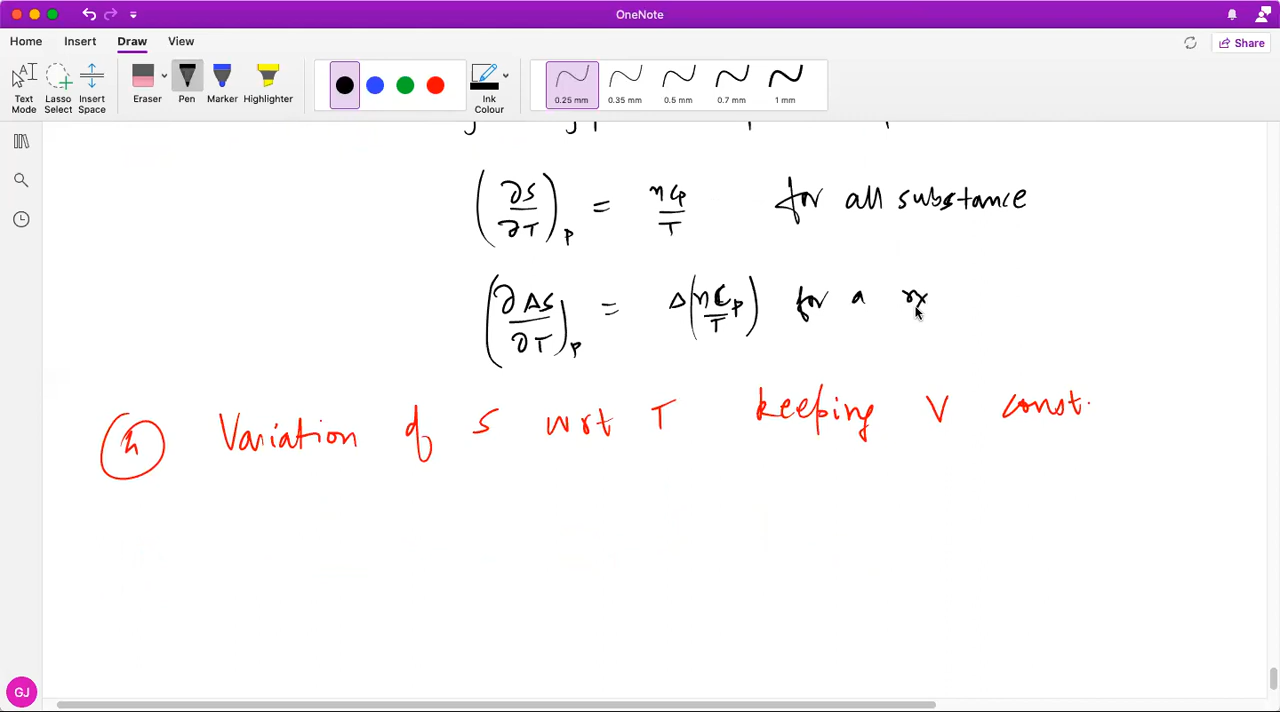 OneNote
Home Insert Draw View Share
Text Mode Lasso Select Insert Space Eraser Pen Marker Highlighter Ink Colour 0.25 mm 0.35 mm 0.5 mm 0.7 mm 1 mm
(∂S/∂T)_P = nCp/T for all substance
(∂ΔS/∂T)_P = Δ(nCp/T) for a rx
Variation of S wrt T keeping V const.
GJ